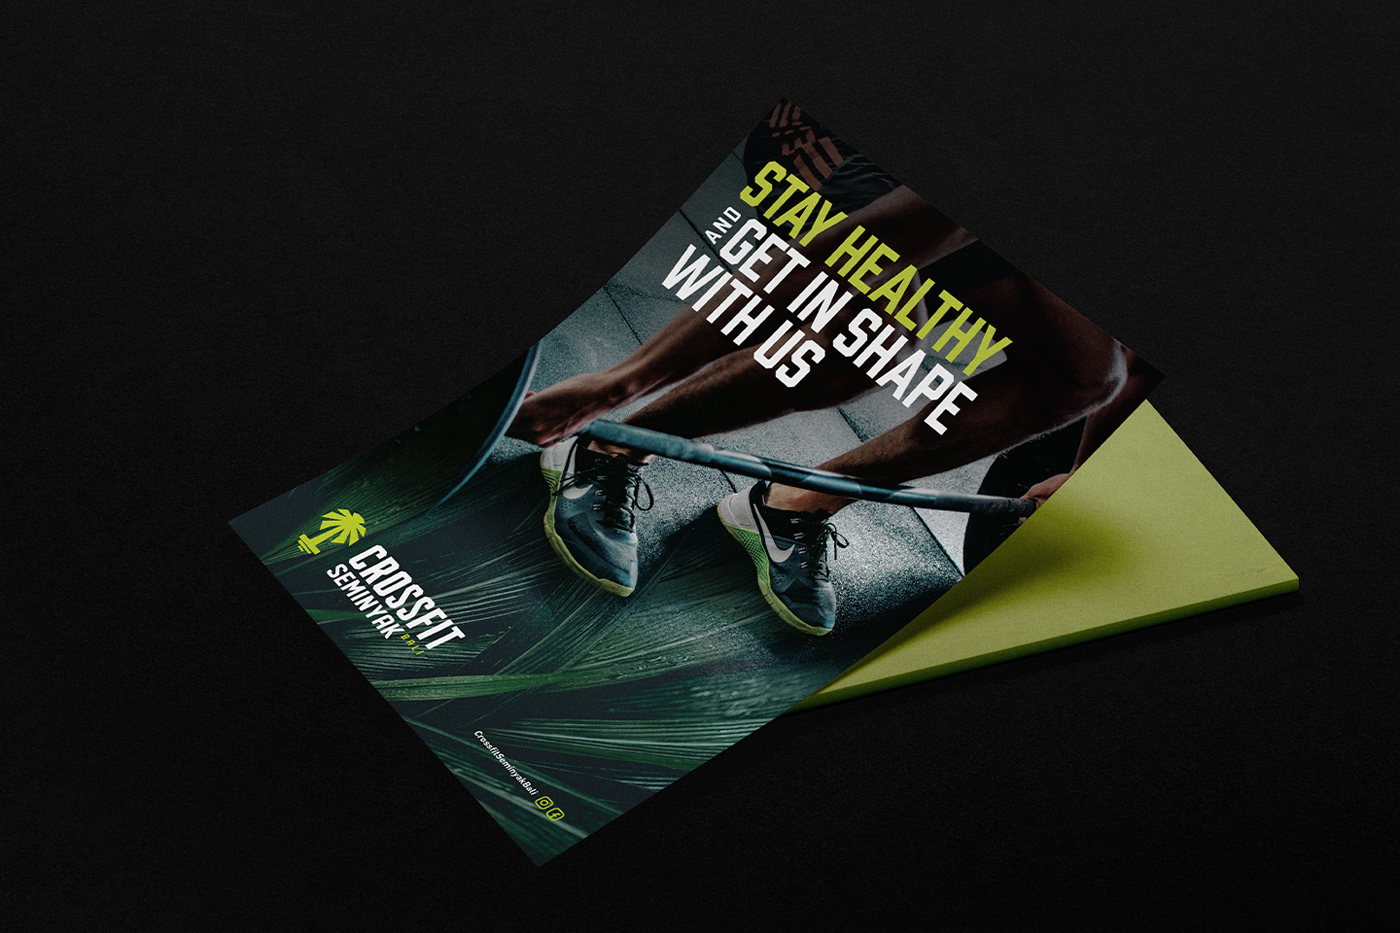 STAY HEALTHY
AND GET IN SHAPE
WITH US
CROSSFIT
SEMINYAK BALI
CrossfitSeminyakBali